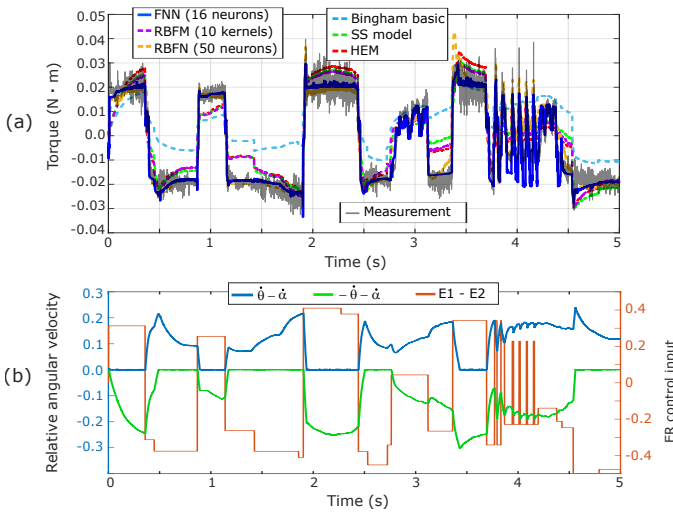 FNN (16 neurons)
RBFM (10 kernels)
RBFN (50 neurons)
Bingham basic
SS model
HEM
Measurement
(a)
Torque (N · m)
0.05
0.04
0.03
0.02
0.01
0.0
-0.01
-0.02
-0.03
-0.04
0
1
2
3
4
5
Time (s)
θ̇ – α̇
– θ̇ – α̇
E1 - E2
(b)
Relative angular velocity
0.3
0.2
0.1
0.0
-0.1
-0.2
-0.3
0.4
0.2
0
-0.2
-0.4
ER control input
0
1
2
3
4
5
Time (s)